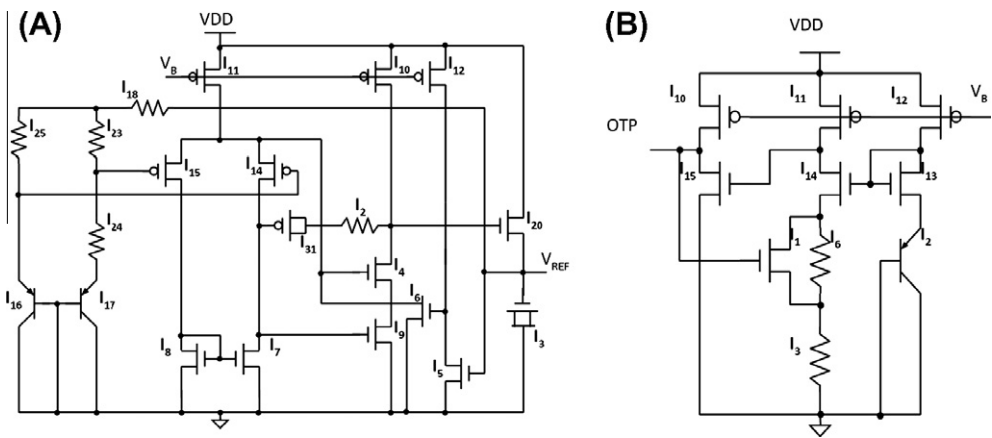 (A)
VDD
V_B
I_11
I_10
I_12
I_18
I_25
I_23
I_15
I_14
I_24
I_2
I_31
I_20
V_REF
I_4
I_6
I_16
I_17
I_9
I_3
I_8
I_7
I_5
(B)
VDD
I_10
I_11
I_12
V_B
OTP
I_15
I_14
I_13
I_1
I_6
I_2
I_3